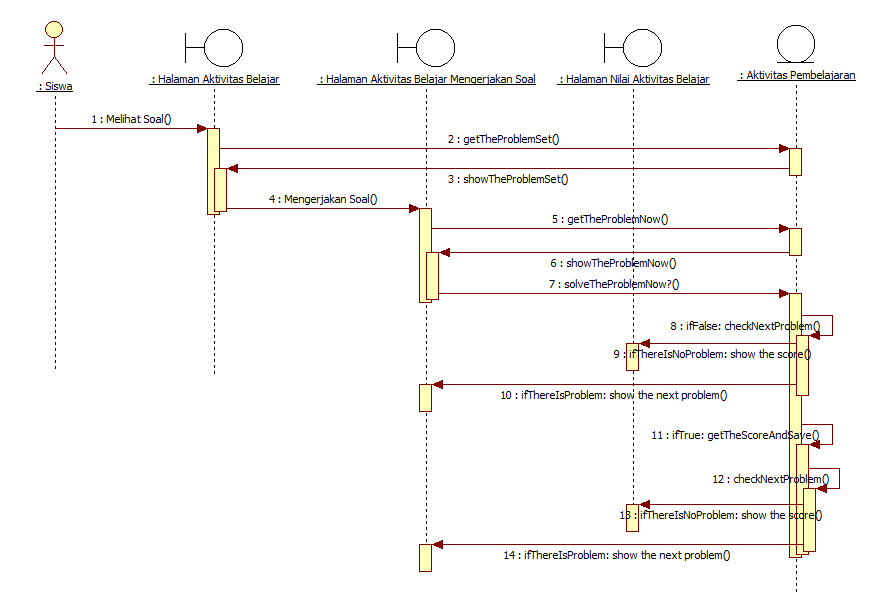 : Siswa
: Halaman Aktivitas Belajar
: Halaman Aktivitas Belajar Mengerjakan Soal
: Halaman Nilai Aktivitas Belajar
: Aktivitas Pembelajaran
1 : Melihat Soal()
2 : getTheProblemSet()
3 : showTheProblemSet()
4 : Mengerjakan Soal()
5 : getTheProblemNow()
6 : showTheProblemNow()
7 : solveTheProblemNow?()
8 : ifFalse: checkNextProblem()
9 : ifThereIsNoProblem: show the score()
10 : ifThereIsProblem: show the next problem()
11 : ifTrue: getTheScoreAndSave()
12 : checkNextProblem()
13 : ifThereIsNoProblem: show the score()
14 : ifThereIsProblem: show the next problem()